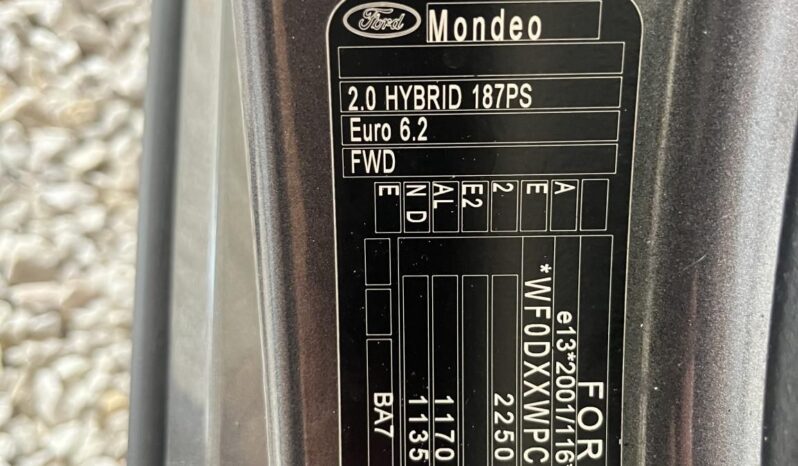 Ford Mondeo
2.0 HYBRID 187PS
Euro 6.2
FWD
E N D AL E2 2 E A
FOR
e13*2001/116
*WF0DXXWPC
2250
1170
1135
BA7